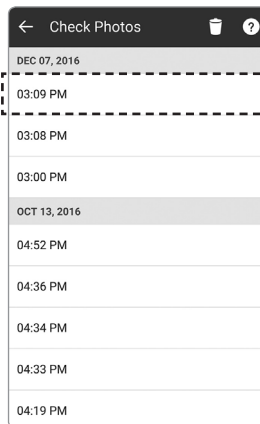 Check Photos
DEC 07, 2016
03:09 PM
03:08 PM
03:00 PM
OCT 13, 2016
04:52 PM
04:36 PM
04:34 PM
04:33 PM
04:19 PM